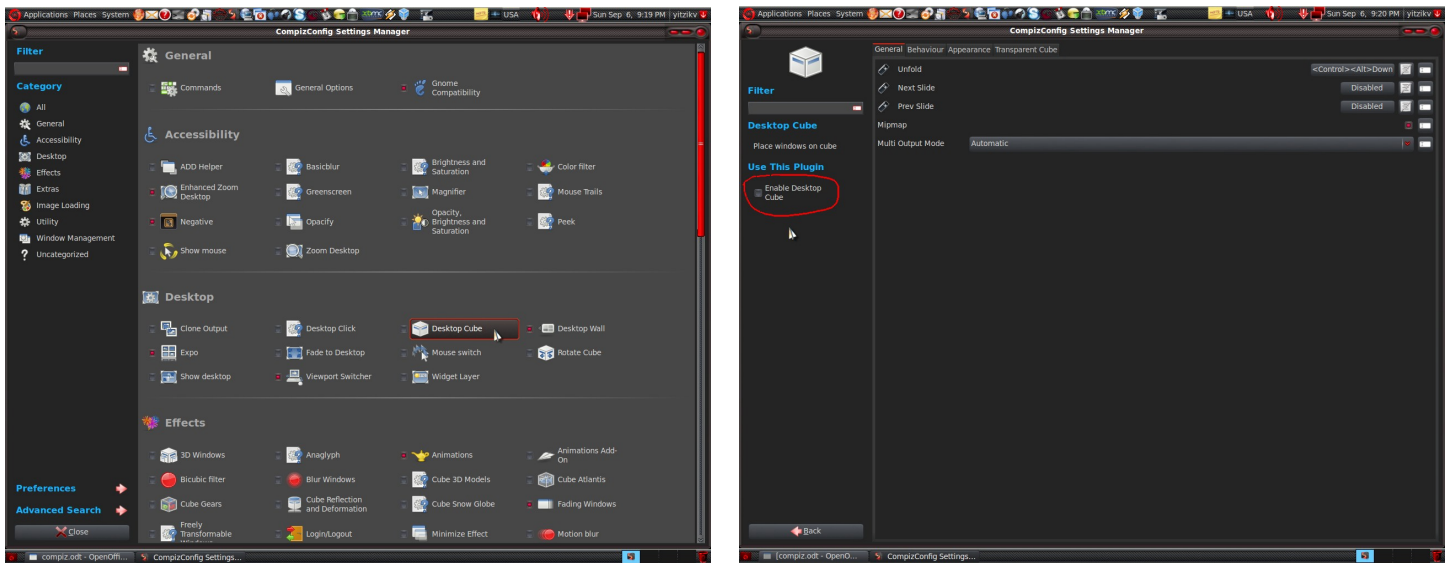 Applications Places System
USA
Sun Sep 6, 9:19 PM
yitzikv
CompizConfig Settings Manager
Filter
Category
All
General
Accessibility
Desktop
Effects
Extras
Image Loading
Utility
Window Management
Uncategorized
Preferences
Advanced Search
Close
General
Commands
General Options
Gnome
Compatibility
Accessibility
ADD Helper
Basicblur
Brightness and
Saturation
Color filter
Enhanced Zoom
Desktop
Greenscreen
Magnifier
Mouse Trails
Negative
Opacify
Opacity,
Brightness and
Saturation
Peek
Show mouse
Zoom Desktop
Desktop
Clone Output
Desktop Click
Desktop Cube
Desktop Wall
Expo
Fade to Desktop
Mouse switch
Rotate Cube
Show desktop
Viewport Switcher
Widget Layer
Effects
3D Windows
Anaglyph
Animations
Animations Add-
On
Bicubic filter
Blur Windows
Cube 3D Models
Cube Atlantis
Cube Gears
Cube Reflection
and Deformation
Cube Snow Globe
Fading Windows
Freely
Transformable
Login/Logout
Minimize Effect
Motion blur
compiz.odt - OpenOffi...
CompizConfig Settings...
Applications Places System
USA
Sun Sep 6, 9:20 PM
yitzikv
CompizConfig Settings Manager
Filter
Desktop Cube
Place windows on cube
Use This Plugin
Enable Desktop
Cube
Back
General Behaviour Appearance Transparent Cube
Unfold
<Control><Alt>Down
Next Slide
Disabled
Prev Slide
Disabled
Mipmap
Multi Output Mode
Automatic
[compiz.odt - OpenO...
CompizConfig Settings...